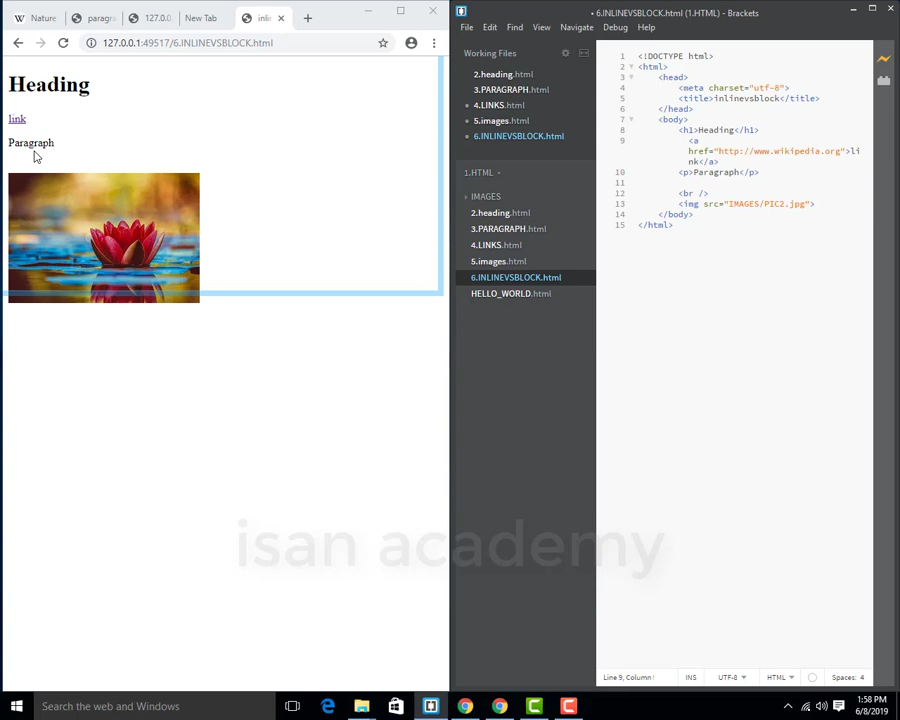 Nature
paragr
127.0.(
New Tab
inli
127.0.0.1:49517/6.INLINEVSBLOCK.html
Heading
link
Paragraph
• 6.INLINEVSBLOCK.html (1.HTML) - Brackets
File Edit Find View Navigate Debug Help
Working Files
2.heading.html
3.PARAGRAPH.html
4.LINKS.html
5.images.html
6.INLINEVSBLOCK.html
1.HTML
IMAGES
2.heading.html
3.PARAGRAPH.html
4.LINKS.html
5.images.html
6.INLINEVSBLOCK.html
HELLO_WORLD.html
1 <!DOCTYPE html>
2 <html>
3 <head>
4 <meta charset="utf-8">
5 <title>inlinevsblock</title>
6 </head>
7 <body>
8 <h1>Heading</h1>
9 <a
href="http://www.wikipedia.org">li
nk</a>
10 <p>Paragraph</p>
11
12 <br />
13 <img src="IMAGES/PIC2.jpg">
14 </body>
15 </html>
isan academy
Line 9, Column INS UTF-8 HTML Spaces: 4
Search the web and Windows
1:58 PM
6/8/2019